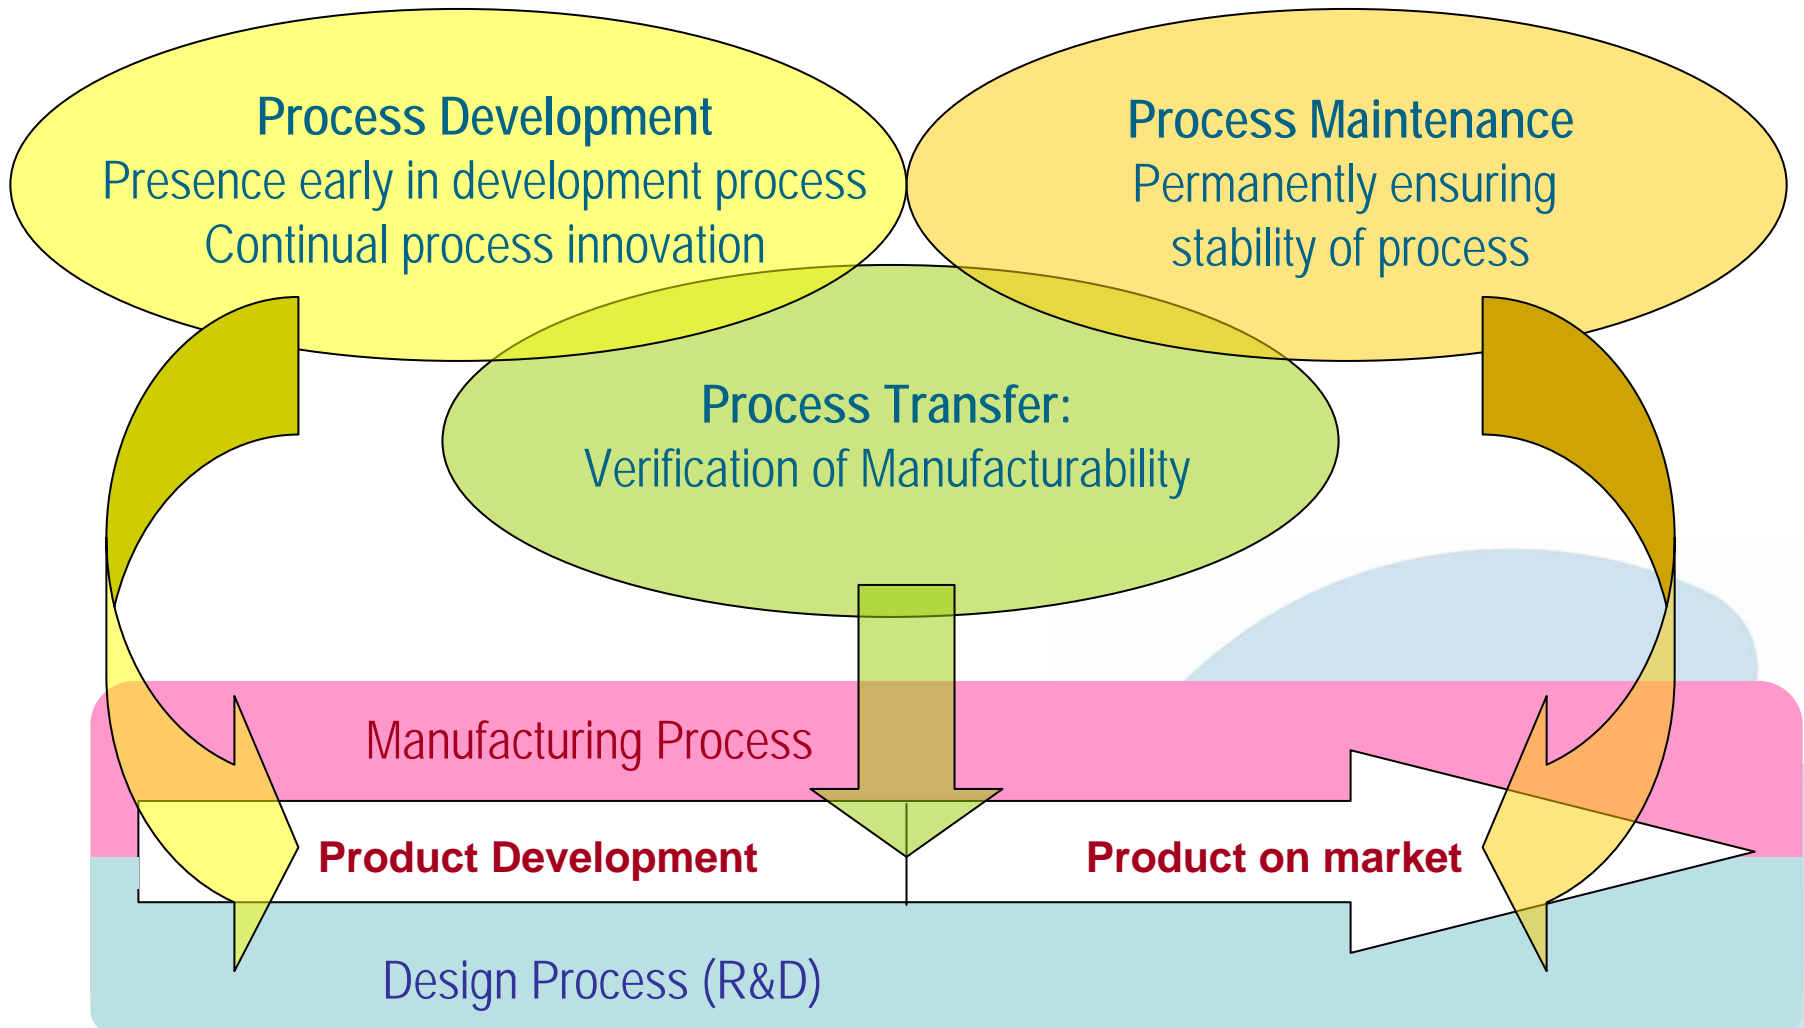 Process Development
Presence early in development process
Continual process innovation
Process Maintenance
Permanently ensuring
stability of process
Process Transfer:
Verification of Manufacturability
Manufacturing Process
Product Development
Product on market
Design Process (R&D)